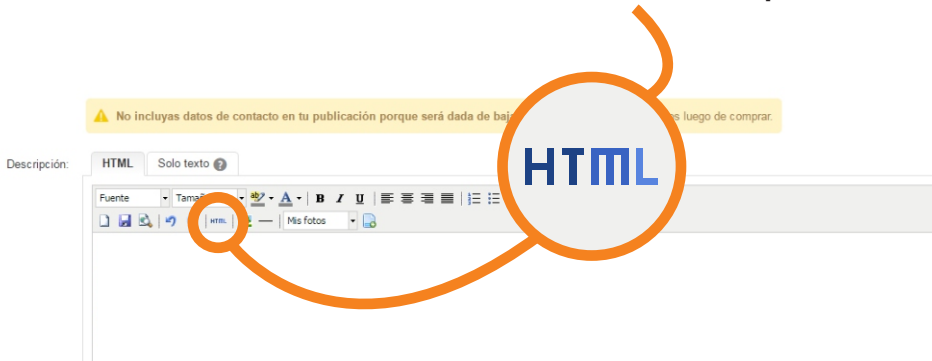 No incluyas datos de contacto en tu publicación porque será dada de baj
s luego de comprar.
HTML
Descripción:
HTML Solo texto ?
Fuente Tama ab A B I U
HTML Mis fotos